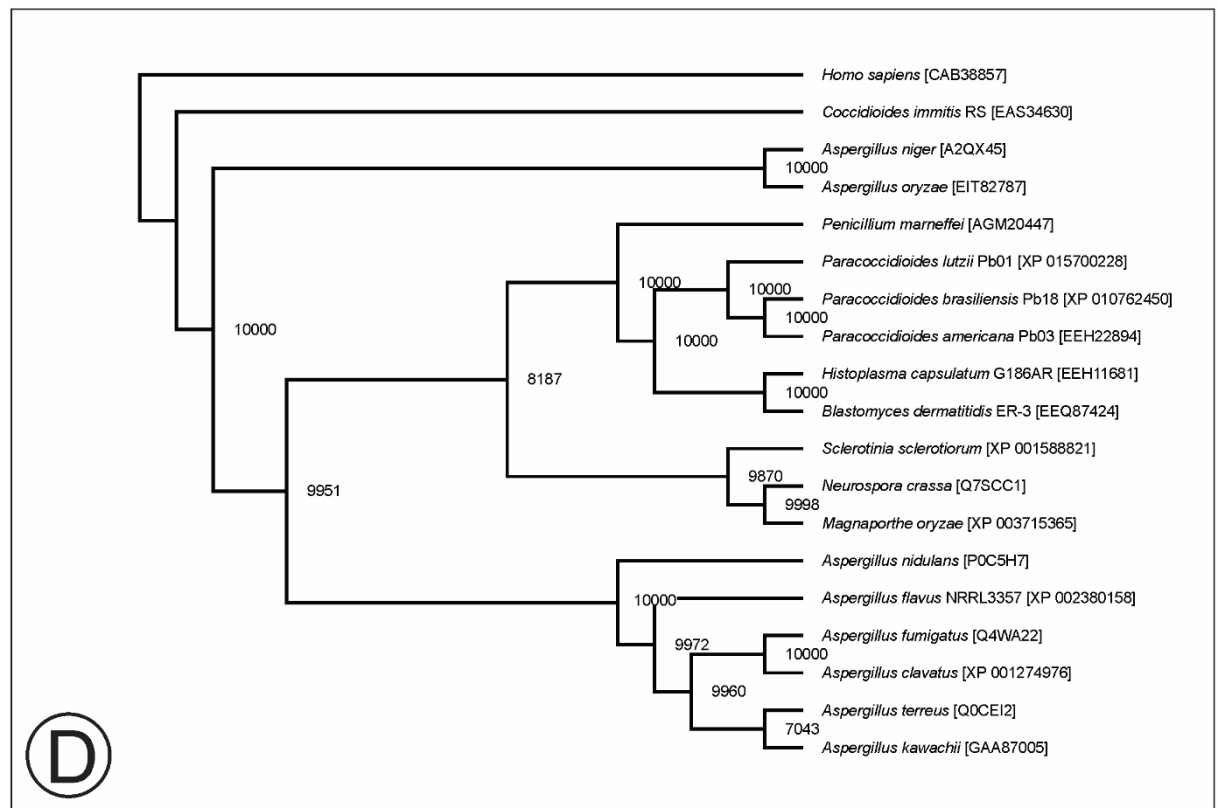 Homo sapiens [CAB38857]
Coccidioides immitis RS [EAS34630]
Aspergillus niger [A2QX45]
10000
Aspergillus oryzae [EIT82787]
Penicillium marneffei [AGM20447]
Paracoccidioides lutzii Pb01 [XP 015700228]
10000
10000
Paracoccidioides brasiliensis Pb18 [XP 010762450]
10000
10000
Paracoccidioides americana Pb03 [EEH22894]
10000
Histoplasma capsulatum G186AR [EEH11681]
8187
10000
Blastomyces dermatitidis ER-3 [EEQ87424]
Sclerotinia sclerotiorum [XP 001588821]
9870
Neurospora crassa [Q7SCC1]
9951
9998
Magnaporthe oryzae [XP 003715365]
Aspergillus nidulans [P0C5H7]
10000
Aspergillus flavus NRRL3357 [XP 002380158]
Aspergillus fumigatus [Q4WA22]
9972
10000
Aspergillus clavatus [XP 001274976]
9960
Aspergillus terreus [Q0CEI2]
7043
Aspergillus kawachii [GAA87005]
D